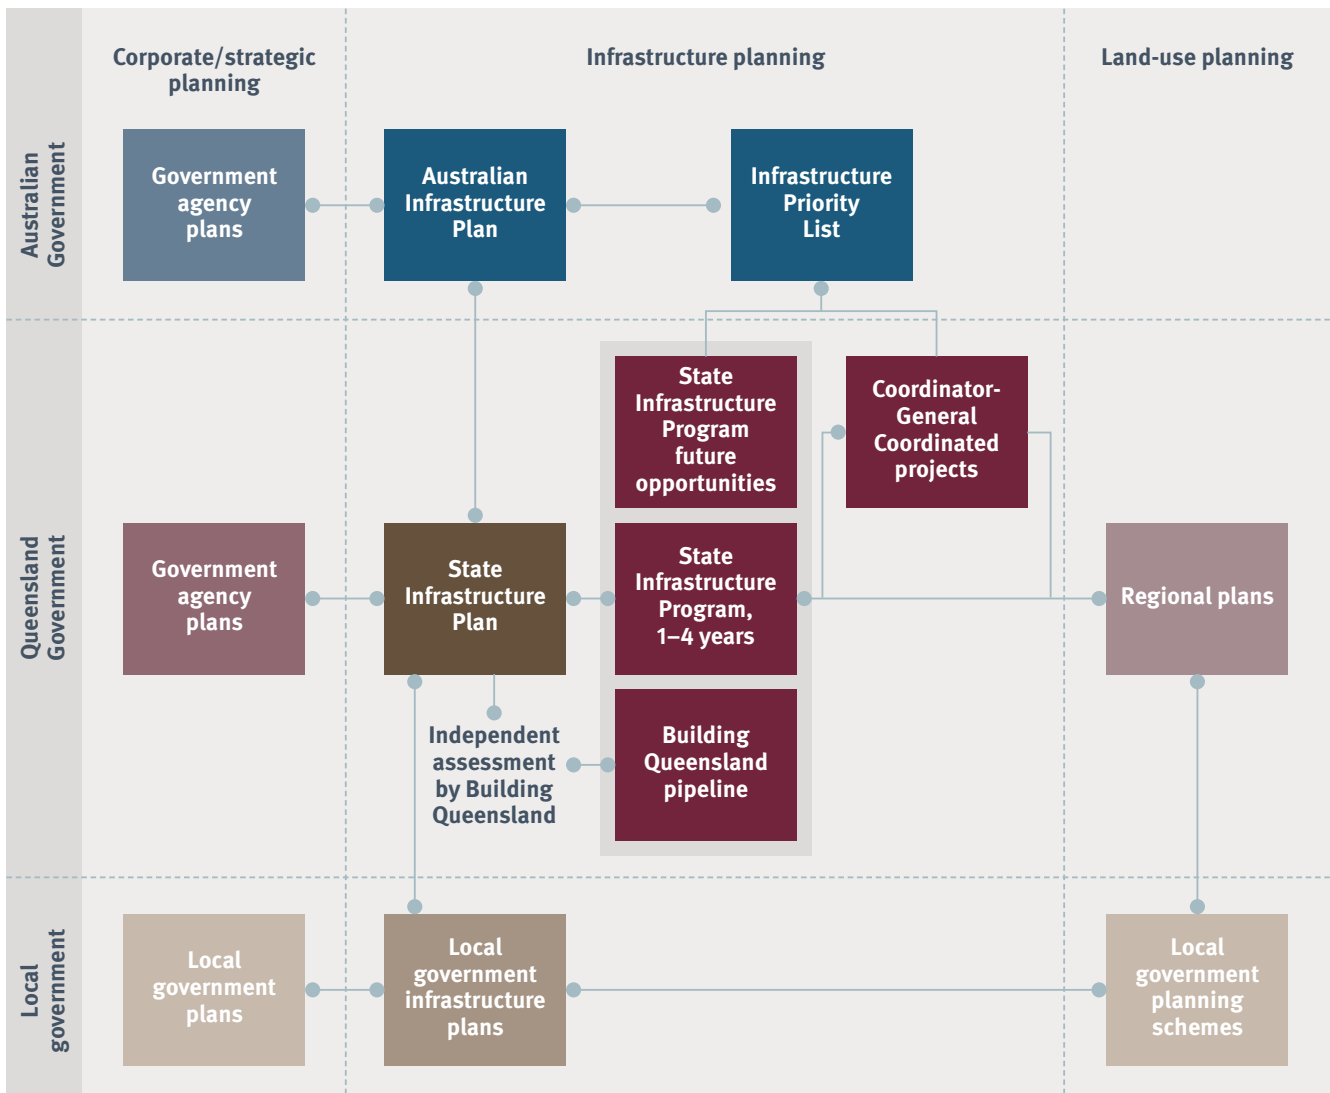 Corporate/strategic
planning
Infrastructure planning
Land-use planning
Australian
Government
Government
agency
plans
Australian
Infrastructure
Plan
Infrastructure
Priority
List
Queensland
Government
State
Infrastructure
Program
future
opportunities
Coordinator-
General
Coordinated
projects
Government
agency
plans
State
Infrastructure
Plan
State
Infrastructure
Program,
1–4 years
Regional plans
Independent
assessment
by Building
Queensland
Building
Queensland
pipeline
Local
government
Local
government
plans
Local
government
infrastructure
plans
Local
government
planning
schemes